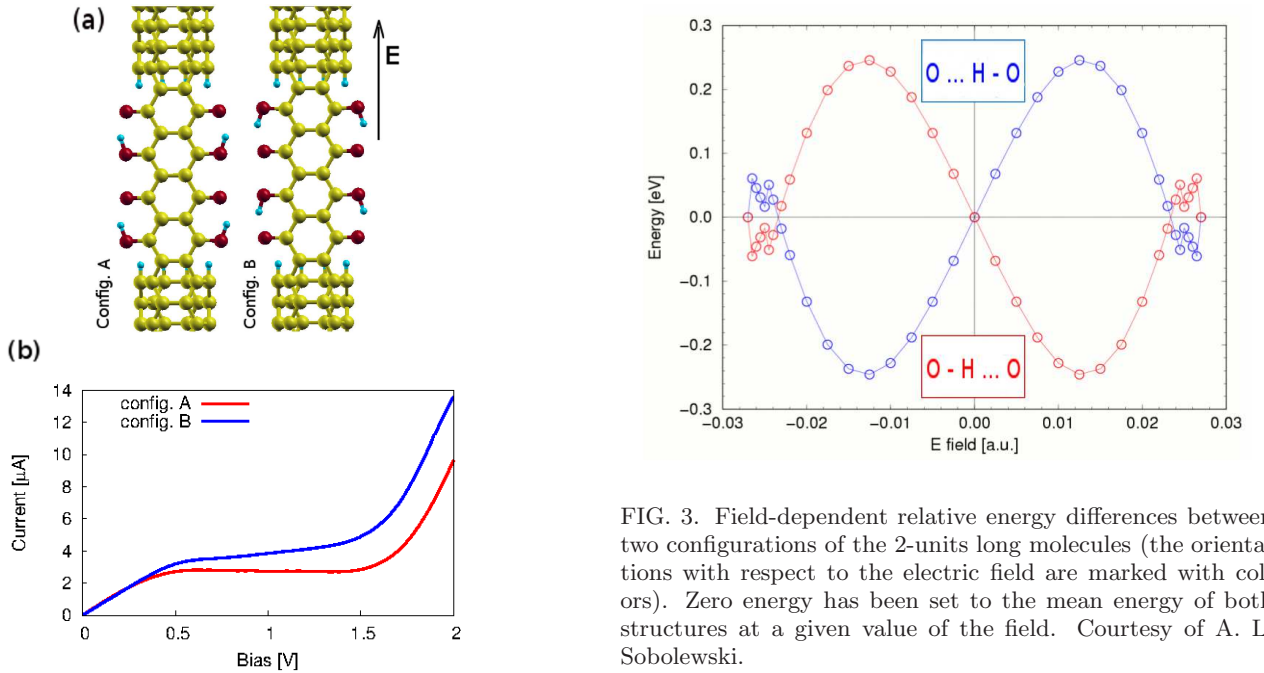 (a)
E
Config. A
Config. B
(b)
14
12
10
8
6
4
2
0
Current [μA]
config. A
config. B
0
0.5
1
1.5
2
Bias [V]
0.3
0.2
0.1
0.0
−0.1
−0.2
−0.3
Energy [eV]
O ... H - O
O - H ... O
−0.03
−0.02
−0.01
0.00
0.01
0.02
0.03
E field [a.u.]
FIG. 3. Field-dependent relative energy differences between
two configurations of the 2-units long molecules (the orienta
tions with respect to the electric field are marked with col
ors). Zero energy has been set to the mean energy of both
structures at a given value of the field. Courtesy of A. L
Sobolewski.